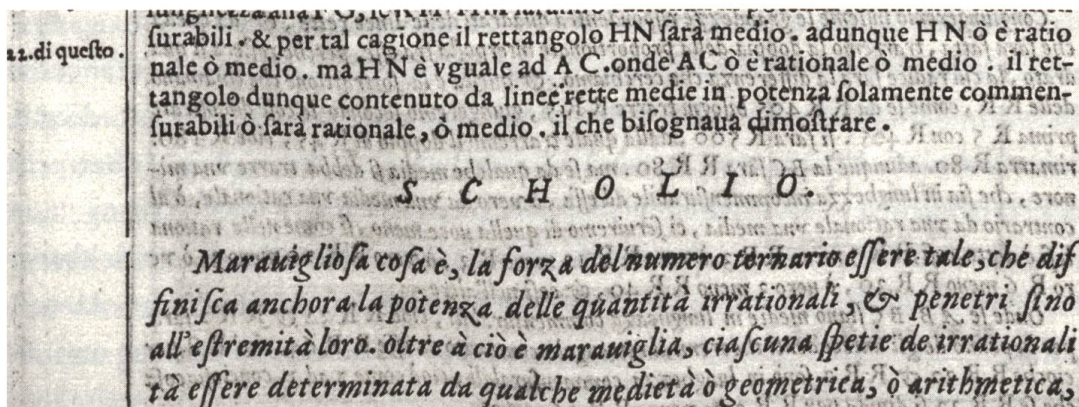 22.di queſto.
ſurabili. & per tal cagione il rettangolo HN ſarà medio. adunque HN ò è ratio
nale ò medio. ma HN è vguale ad AC. onde AC ò è rationale ò medio. il ret-
tangolo dunque contenuto da linee rette medie in potenza ſolamente commen-
ſurabili ò ſarà rationale, ò medio. il che biſognaua dimoſtrare.
SCHOLIO.
Marauiglioſa coſa è, la forza del numero ternario eſſere tale, che dif
finiſca anchora la potenza delle quantità irrationali, & penetri ſino
all'eſtremità loro. oltre à ciò è marauiglia, ciaſcuna ſpetie de irrationali
tà eſſere determinata da qualche medietà ò geometrica, ò arithmetica,